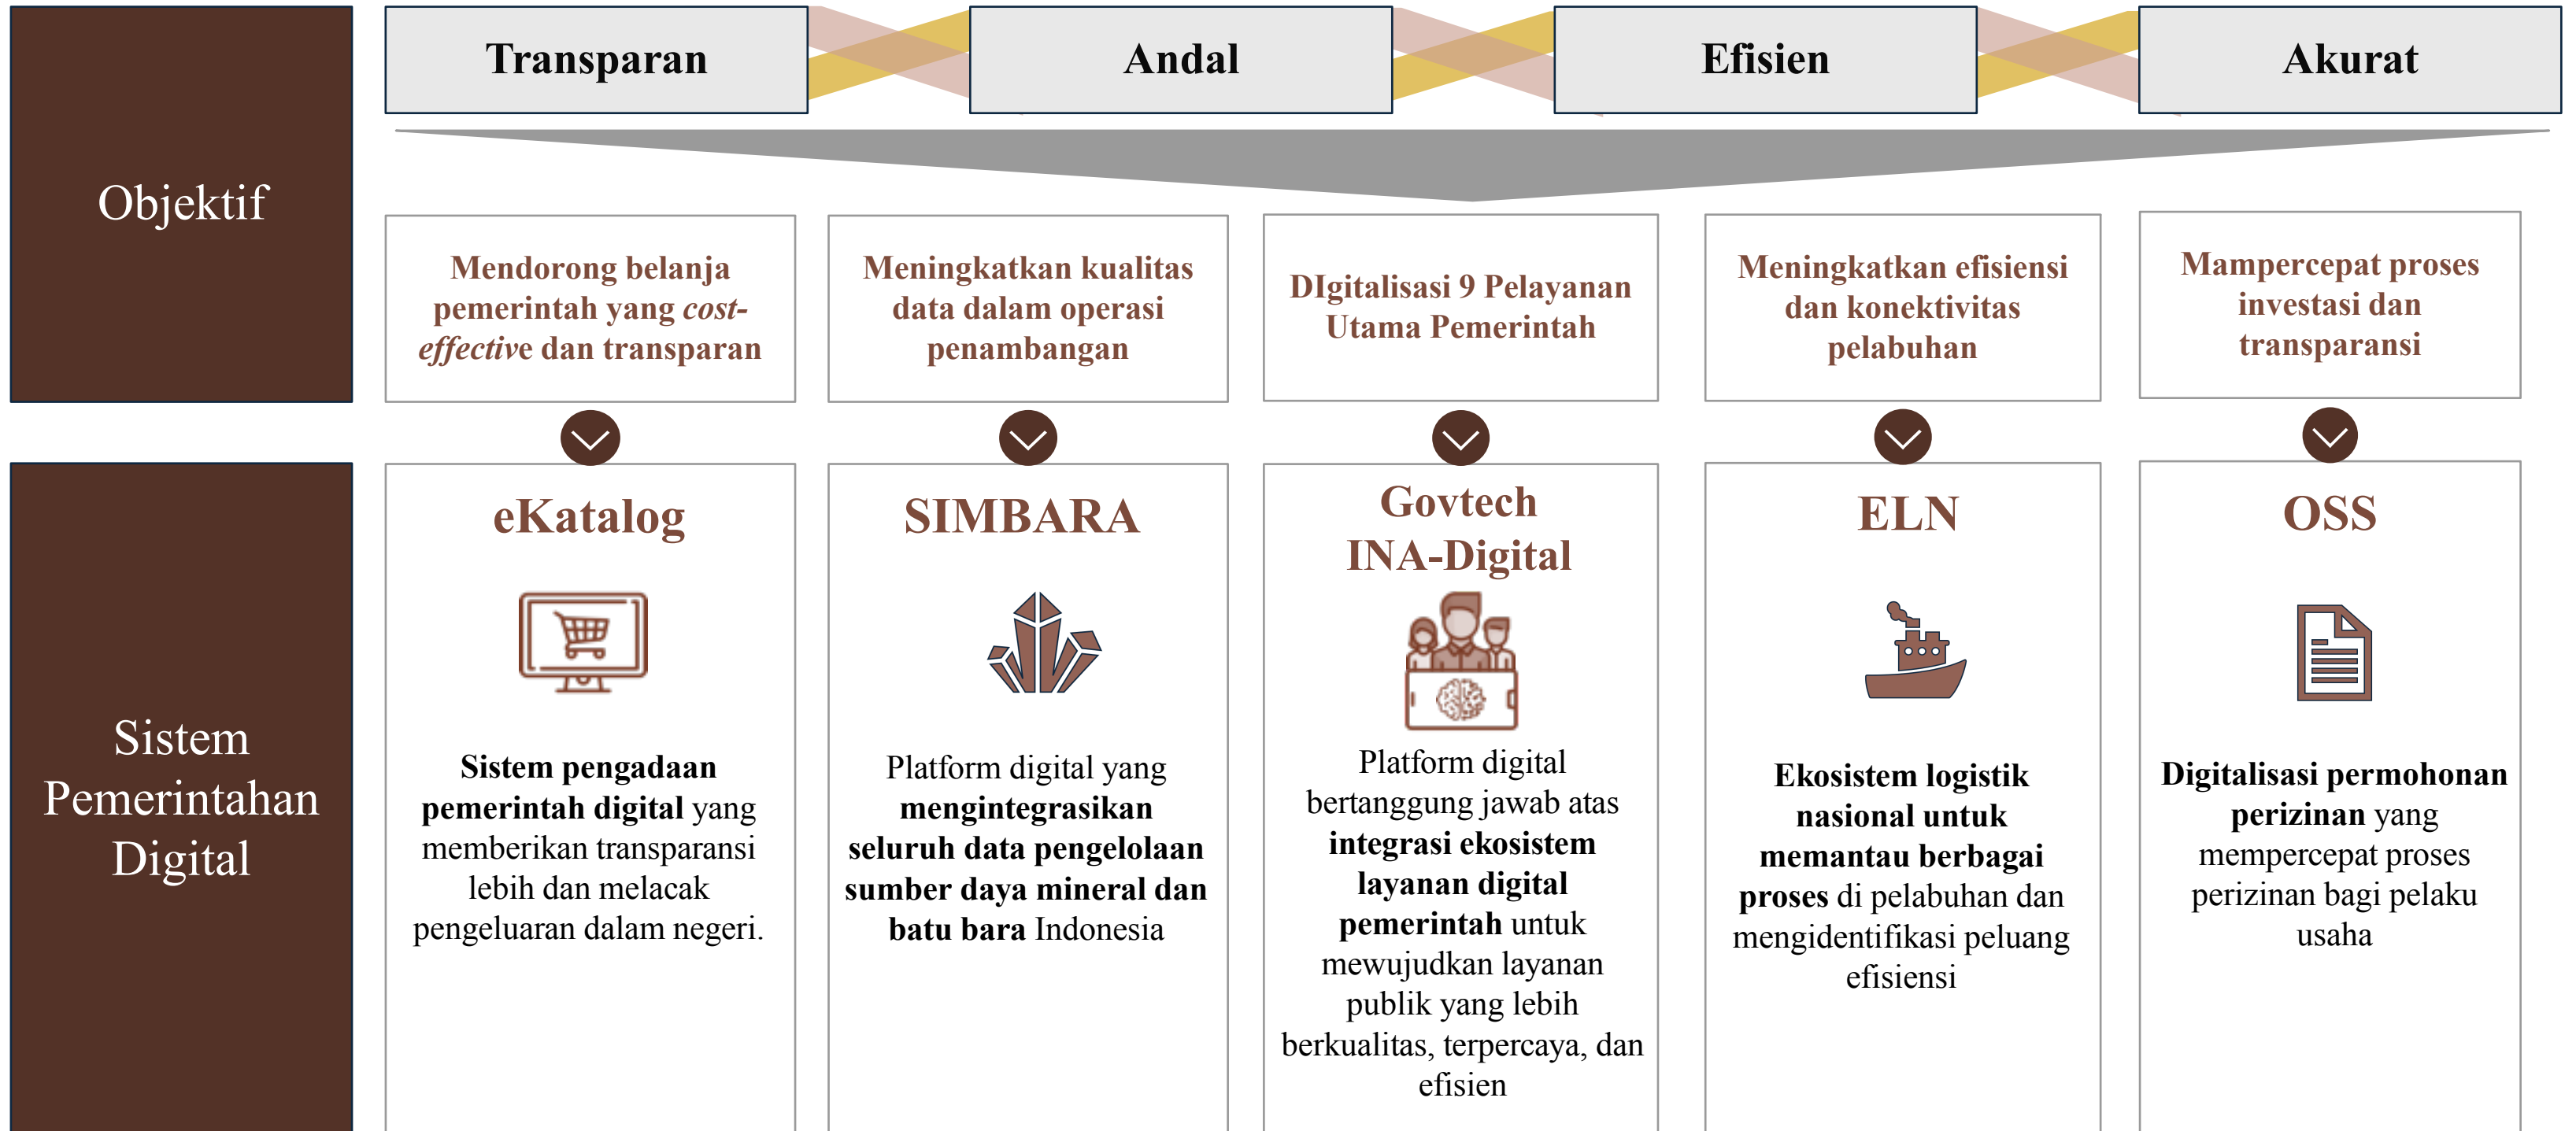 Objektif
Transparan
Andal
Efisien
Akurat
Mendorong belanja
pemerintah yang cost-
effective dan transparan
Meningkatkan kualitas
data dalam operasi
penambangan
DIgitalisasi 9 Pelayanan
Utama Pemerintah
Meningkatkan efisiensi
dan konektivitas
pelabuhan
Mampercepat proses
investasi dan
transparansi
Sistem
Pemerintahan
Digital
eKatalog
Sistem pengadaan
pemerintah digital yang
memberikan transparansi
lebih dan melacak
pengeluaran dalam negeri.
SIMBARA
Platform digital yang
mengintegrasikan
seluruh data pengelolaan
sumber daya mineral dan
batu bara Indonesia
Govtech
INA-Digital
Platform digital
bertanggung jawab atas
integrasi ekosistem
layanan digital
pemerintah untuk
mewujudkan layanan
publik yang lebih
berkualitas, terpercaya, dan
efisien
ELN
Ekosistem logistik
nasional untuk
memantau berbagai
proses di pelabuhan dan
mengidentifikasi peluang
efisiensi
OSS
Digitalisasi permohonan
perizinan yang
mempercepat proses
perizinan bagi pelaku
usaha